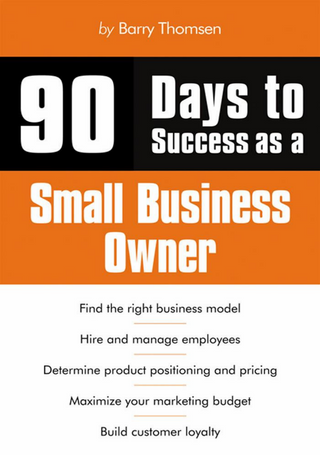 by Barry Thomsen
90 Days to
Success as a
Small Business
Owner
Find the right business model
Hire and manage employees
Determine product positioning and pricing
Maximize your marketing budget
Build customer loyalty